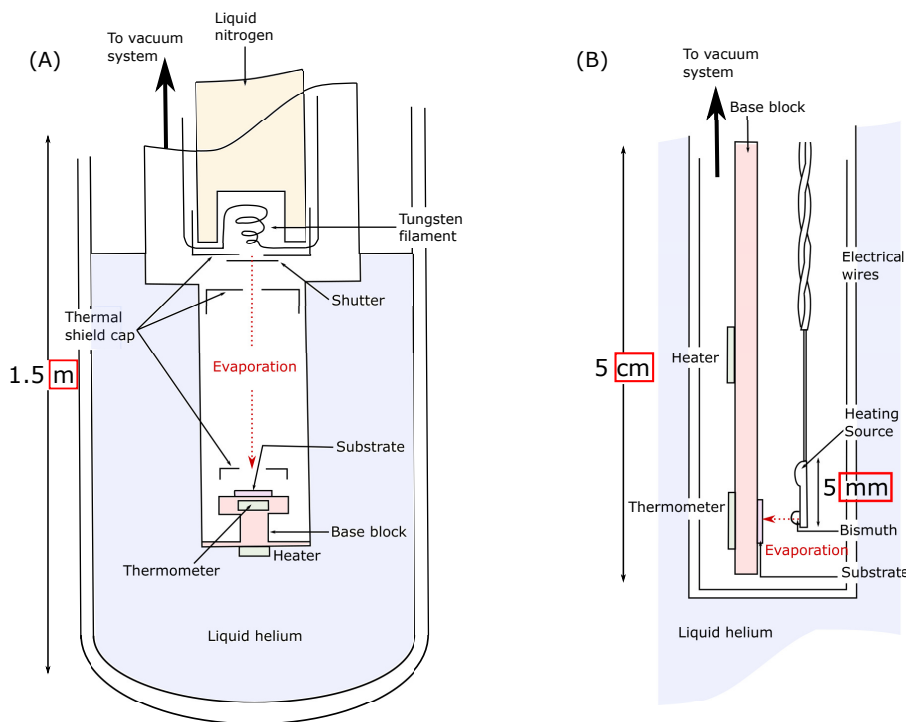 (A)
To vacuum
system
Liquid
nitrogen
Tungsten
filament
Shutter
Thermal
shield cap
1.5 m
Evaporation
Substrate
Base block
Heater
Thermometer
Liquid helium
(B)
To vacuum
system
Base block
Electrical
wires
Heater
5 cm
Heating
Source
5 mm
Thermometer
Bismuth
Evaporation
Substrate
Liquid helium